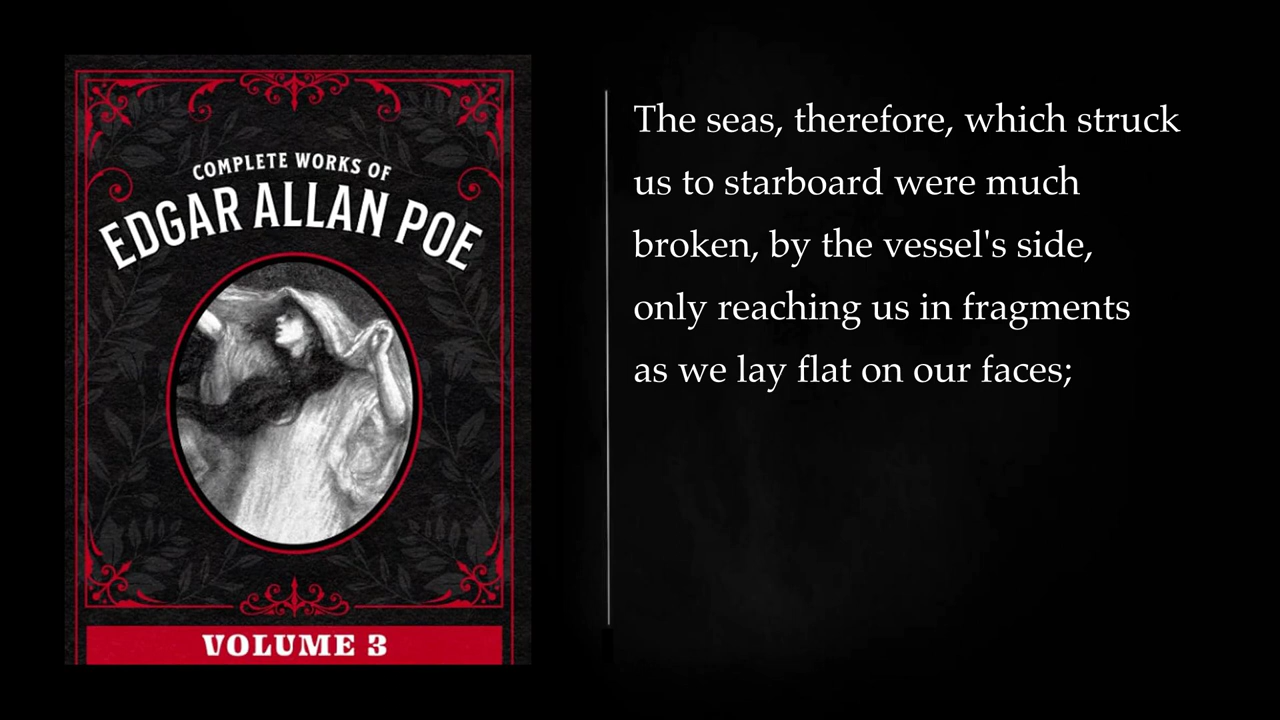 COMPLETE WORKS OF
EDGAR ALLAN POE
VOLUME 3
The seas, therefore, which struck
us to starboard were much
broken, by the vessel's side,
only reaching us in fragments
as we lay flat on our faces;